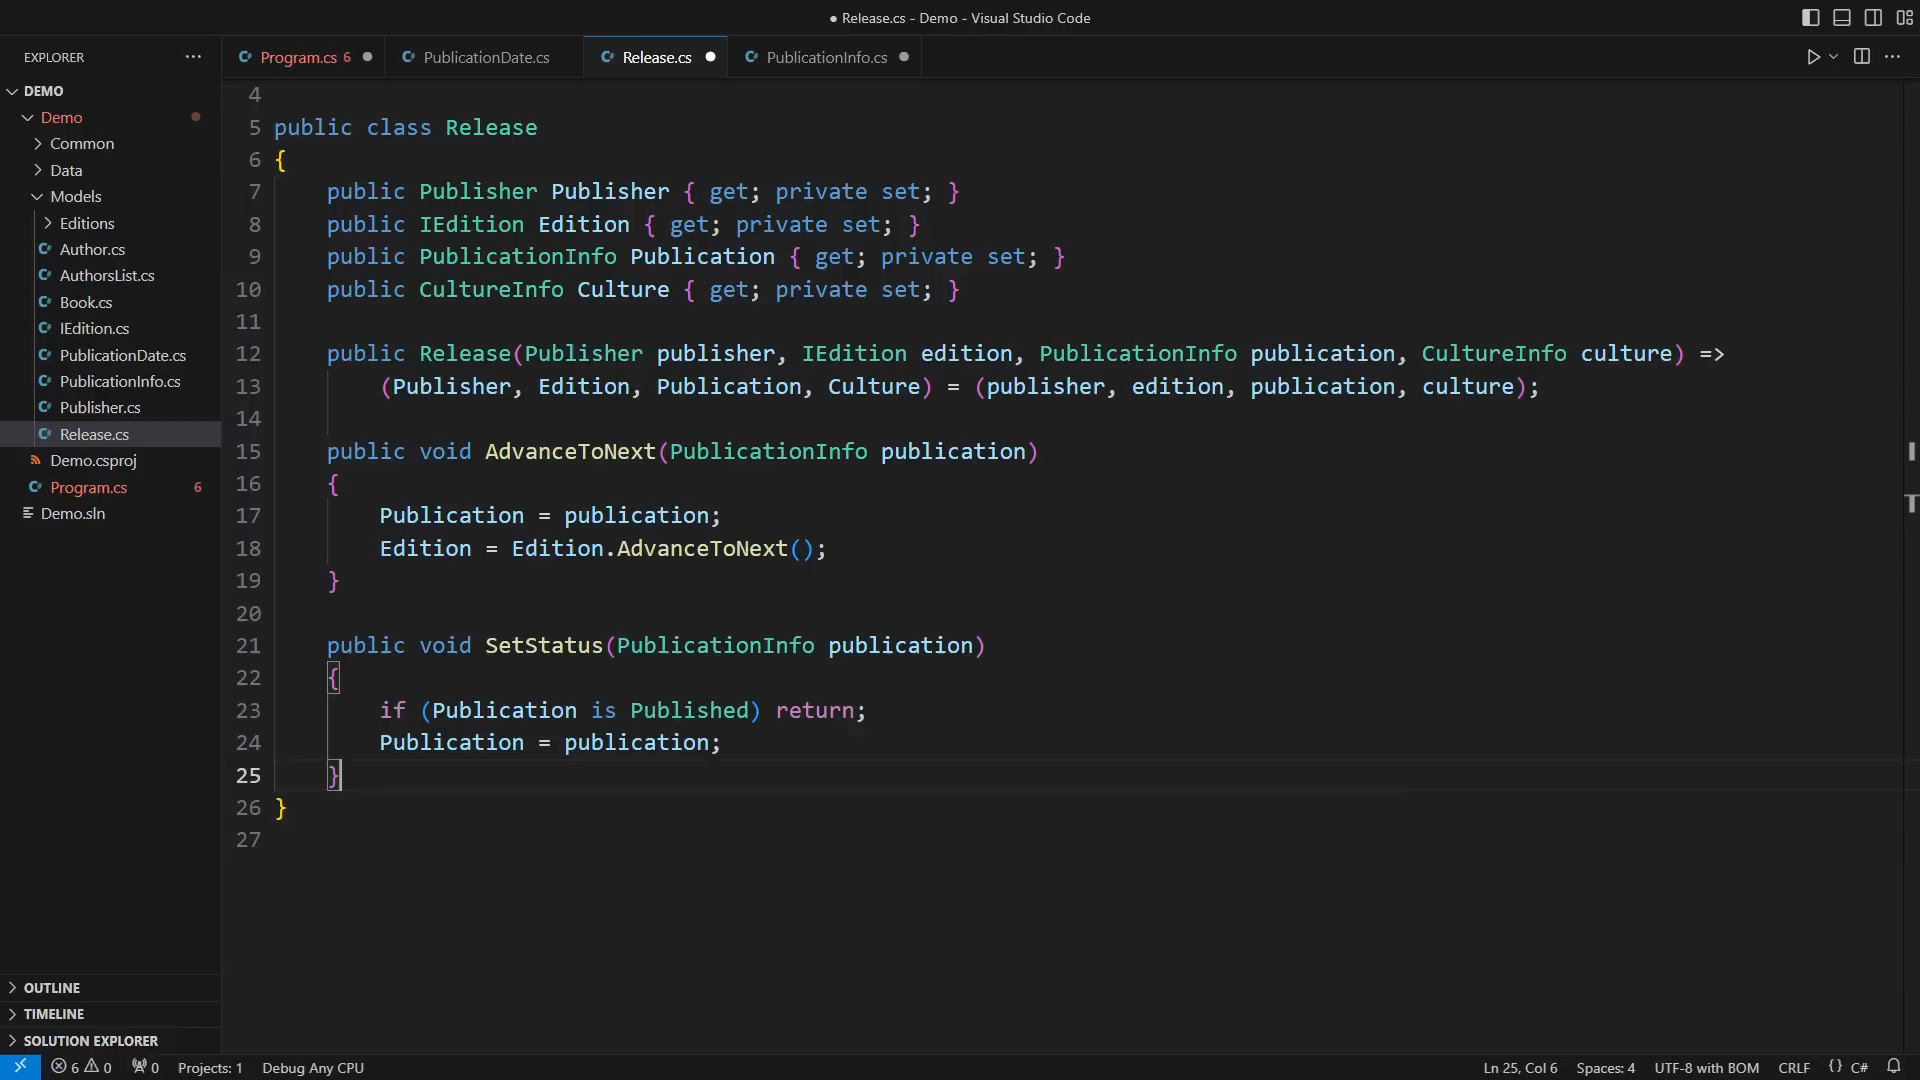 ● Release.cs - Demo - Visual Studio Code
EXPLORER
Program.cs 6
PublicationDate.cs
Release.cs
PublicationInfo.cs
DEMO
Demo
Common
Data
Models
Editions
Author.cs
AuthorsList.cs
Book.cs
IEdition.cs
PublicationDate.cs
PublicationInfo.cs
Publisher.cs
Release.cs
Demo.csproj
Program.cs 6
Demo.sln
OUTLINE
TIMELINE
SOLUTION EXPLORER
4
5 public class Release
6 {
7 public Publisher Publisher { get; private set; }
8 public IEdition Edition { get; private set; }
9 public PublicationInfo Publication { get; private set; }
10 public CultureInfo Culture { get; private set; }
11
12 public Release(Publisher publisher, IEdition edition, PublicationInfo publication, CultureInfo culture) =>
13 (Publisher, Edition, Publication, Culture) = (publisher, edition, publication, culture);
14
15 public void AdvanceToNext(PublicationInfo publication)
16 {
17 Publication = publication;
18 Edition = Edition.AdvanceToNext();
19 }
20
21 public void SetStatus(PublicationInfo publication)
22 {
23 if (Publication is Published) return;
24 Publication = publication;
25 }
26 }
27
6 0 0 Projects: 1 Debug Any CPU Ln 25, Col 6 Spaces: 4 UTF-8 with BOM CRLF {} C#